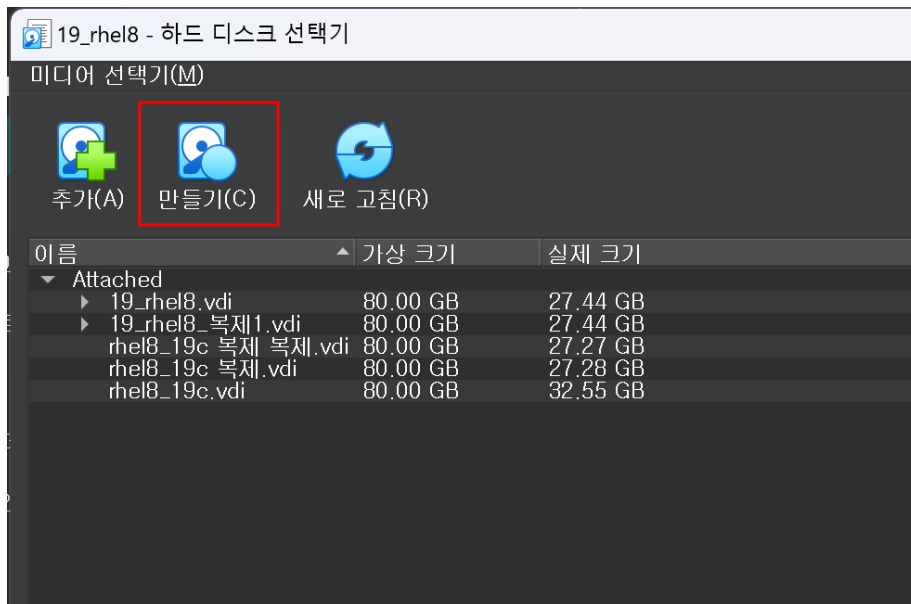 19_rhel8 - 하드 디스크 선택기
미디어 선택기(M)
추가(A) 만들기(C) 새로 고침(R)
이름 가상 크기 실제 크기
Attached
19_rhel8.vdi 80.00 GB 27.44 GB
19_rhel8_복제1.vdi 80.00 GB 27.44 GB
rhel8_19c 복제 복제.vdi 80.00 GB 27.27 GB
rhel8_19c 복제.vdi 80.00 GB 27.28 GB
rhel8_19c.vdi 80.00 GB 32.55 GB